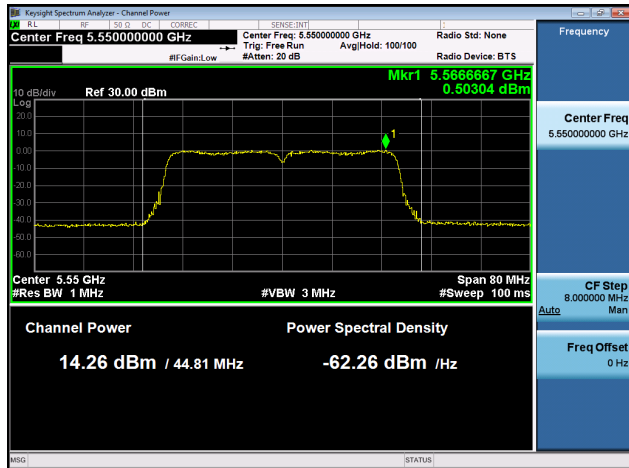 Keysight Spectrum Analyzer - Channel Power
RL RF 50 Ω DC CORREC SENSE:INT
Center Freq 5.550000000 GHz
Center Freq: 5.550000000 GHz
Radio Std: None
Trig: Free Run Avg|Hold: 100/100
#IFGain:Low
#Atten: 20 dB
Radio Device: BTS
Mkr1 5.5666667 GHz
0.50304 dBm
10 dB/div Ref 30.00 dBm
Log
20.0
10.0
0.00
-10.0
-20.0
-30.0
-40.0
-50.0
-60.0
1
Center 5.55 GHz
Span 80 MHz
#Res BW 1 MHz
#VBW 3 MHz
#Sweep 100 ms
Channel Power
Power Spectral Density
14.26 dBm / 44.81 MHz
-62.26 dBm /Hz
Frequency
Center Freq
5.550000000 GHz
CF Step
8.000000 MHz
Auto Man
Freq Offset
0 Hz
MSG
STATUS